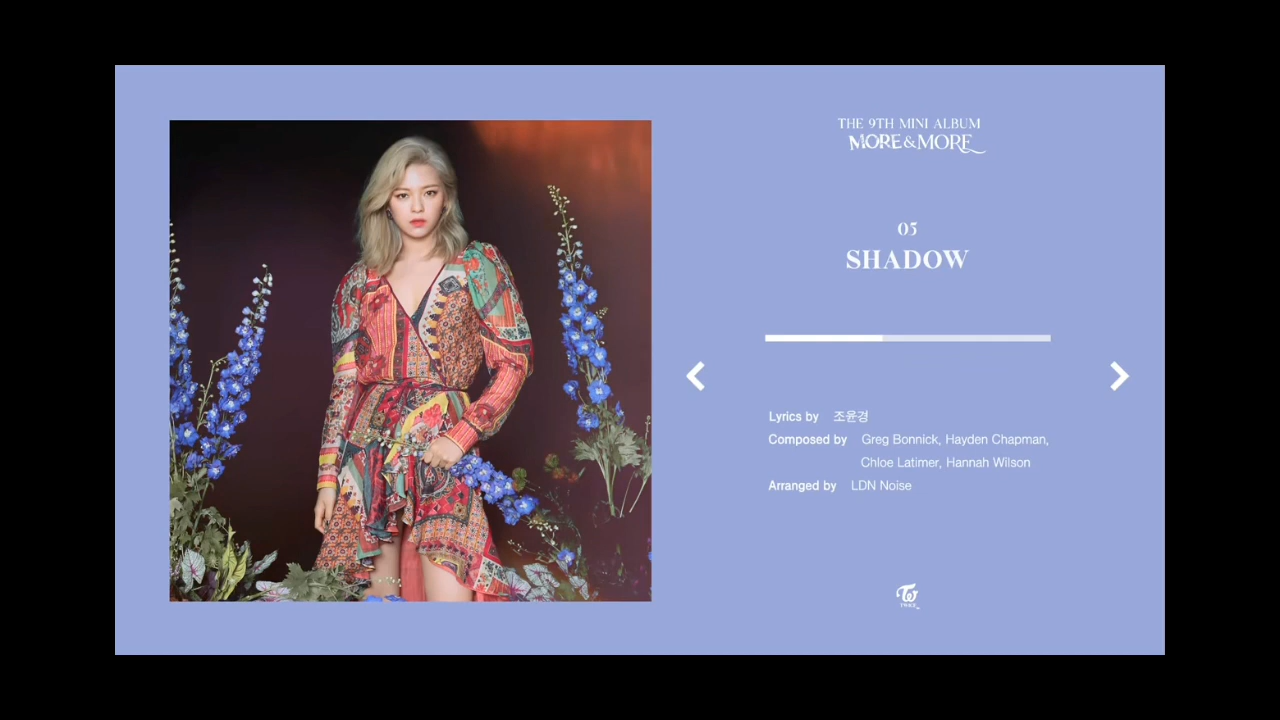 THE 9TH MINI ALBUM
MORE & MORE
05
SHADOW
Lyrics by 조윤경
Composed by Greg Bonnick, Hayden Chapman,
Chloe Latimer, Hannah Wilson
Arranged by LDN Noise
TWICE